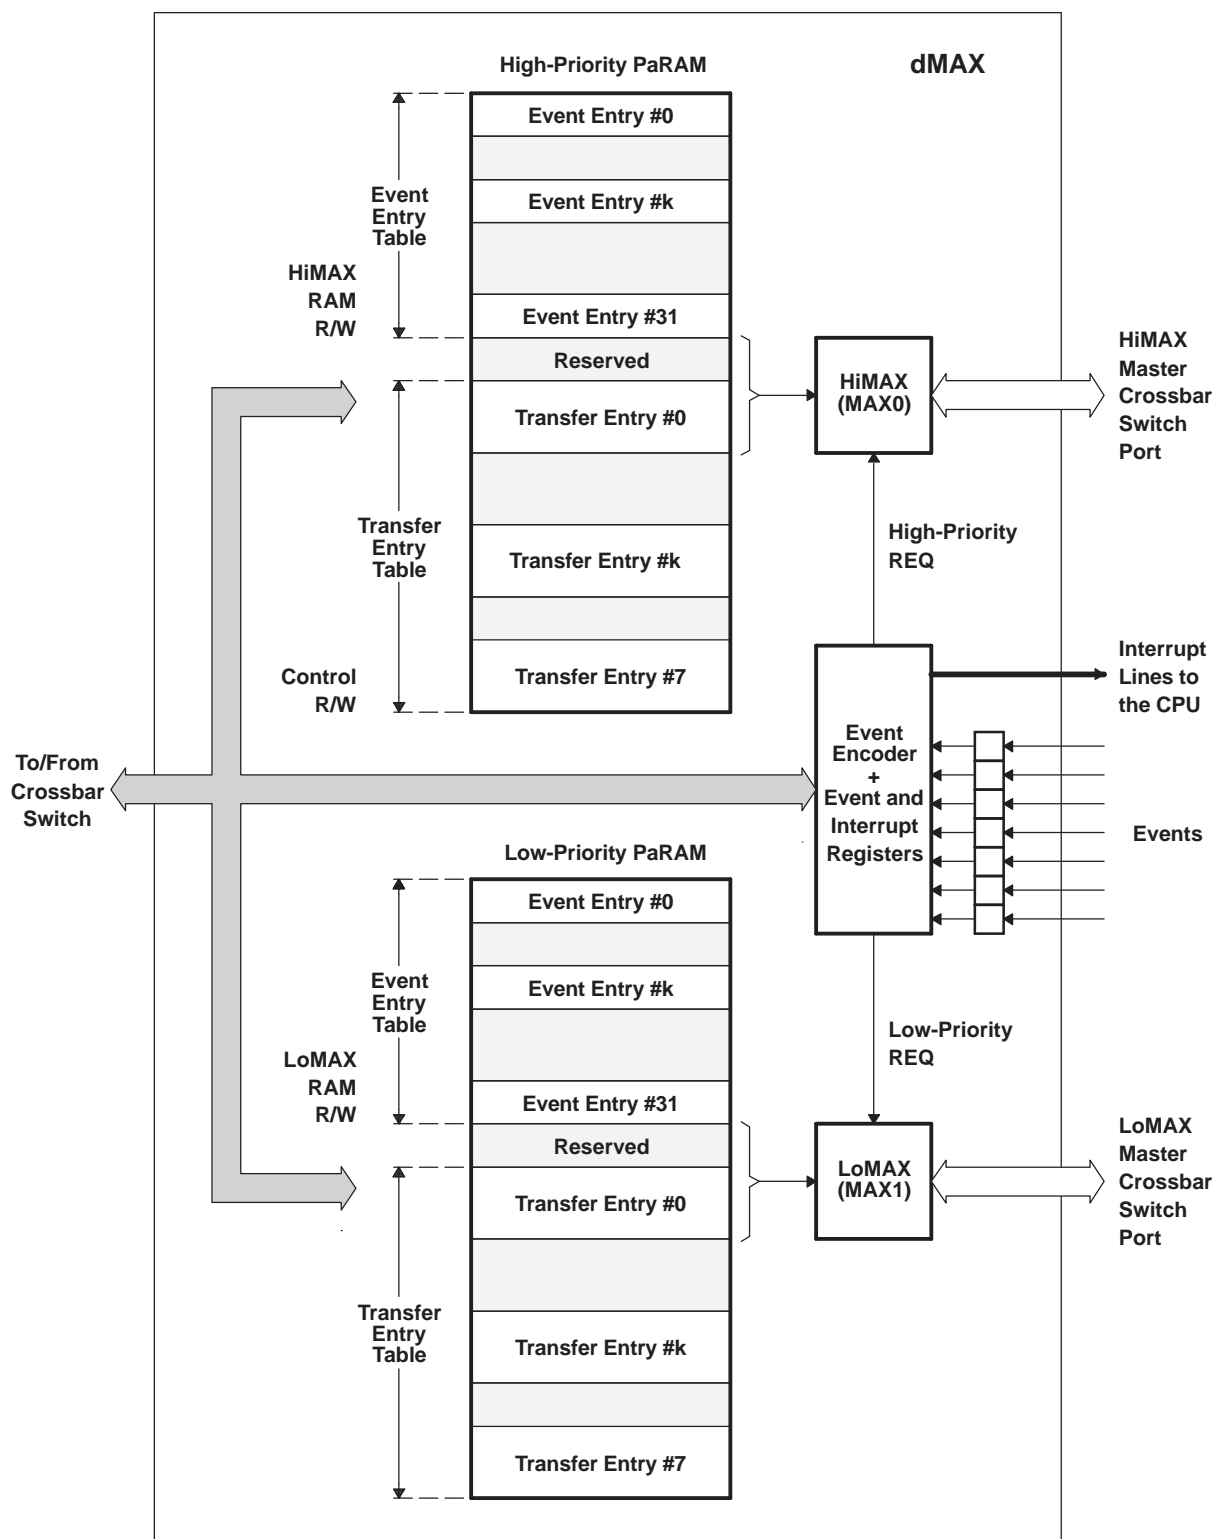 dMAX
High-Priority PaRAM
Event Entry #0
Event Entry #k
Event Entry #31
Reserved
Transfer Entry #0
Transfer Entry #k
Transfer Entry #7
Event
Entry
Table
HiMAX
RAM
R/W
Transfer
Entry
Table
Control
R/W
HiMAX
(MAX0)
HiMAX
Master
Crossbar
Switch
Port
High-Priority
REQ
Interrupt
Lines to
the CPU
Event
Encoder
+
Event and
Interrupt
Registers
Events
To/From
Crossbar
Switch
Low-Priority PaRAM
Event Entry #0
Event Entry #k
Event Entry #31
Reserved
Transfer Entry #0
Transfer Entry #k
Transfer Entry #7
Event
Entry
Table
LoMAX
RAM
R/W
Transfer
Entry
Table
Low-Priority
REQ
LoMAX
(MAX1)
LoMAX
Master
Crossbar
Switch
Port